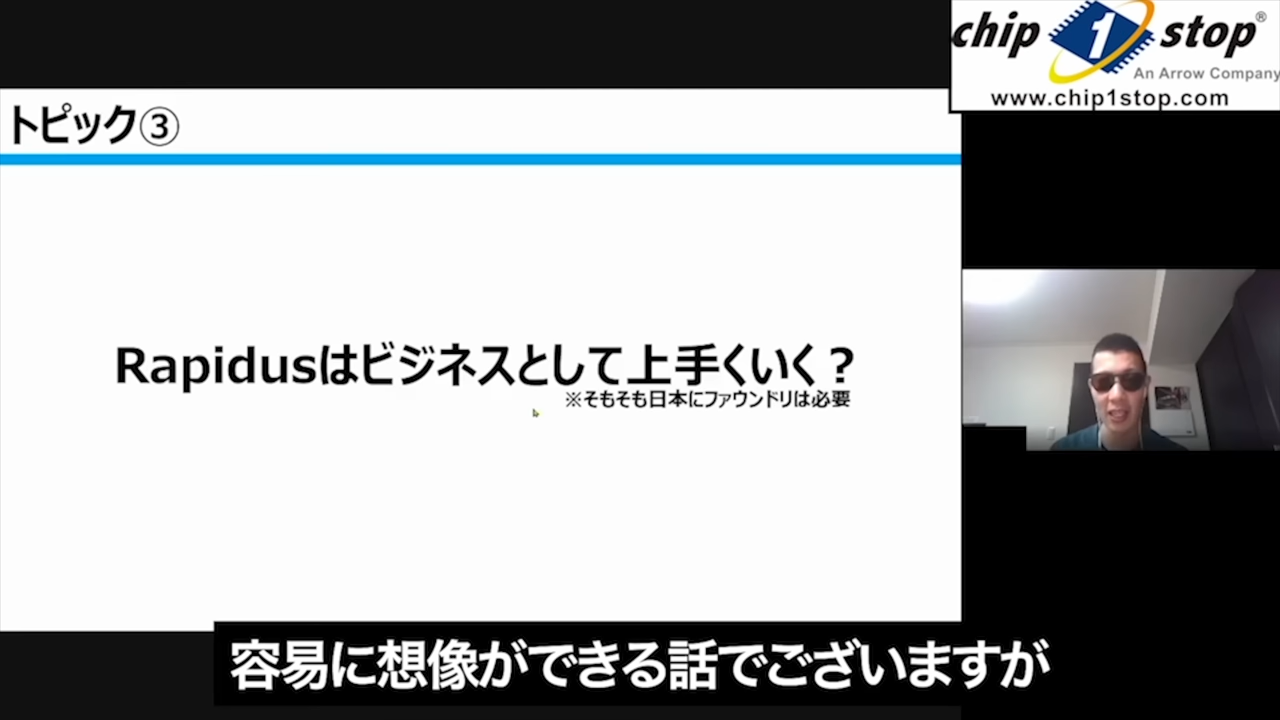 chip 1 stop®
An Arrow Company
www.chip1stop.com
トピック③
Rapidusはビジネスとして上手くいく？
※そもそも日本にファウンドリは必要
容易に想像ができる話でございますが